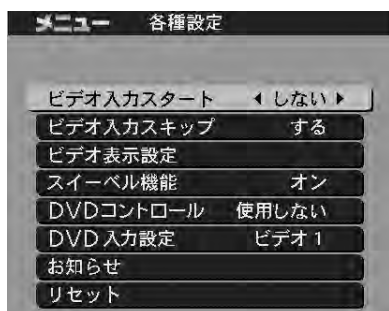 メニュー 各種設定
ビデオ入力スタート ◀ しない ▶
ビデオ入力スキップ する
ビデオ表示設定
スイーベル機能 オン
DVDコントロール 使用しない
DVD入力設定 ビデオ1
お知らせ
リセット